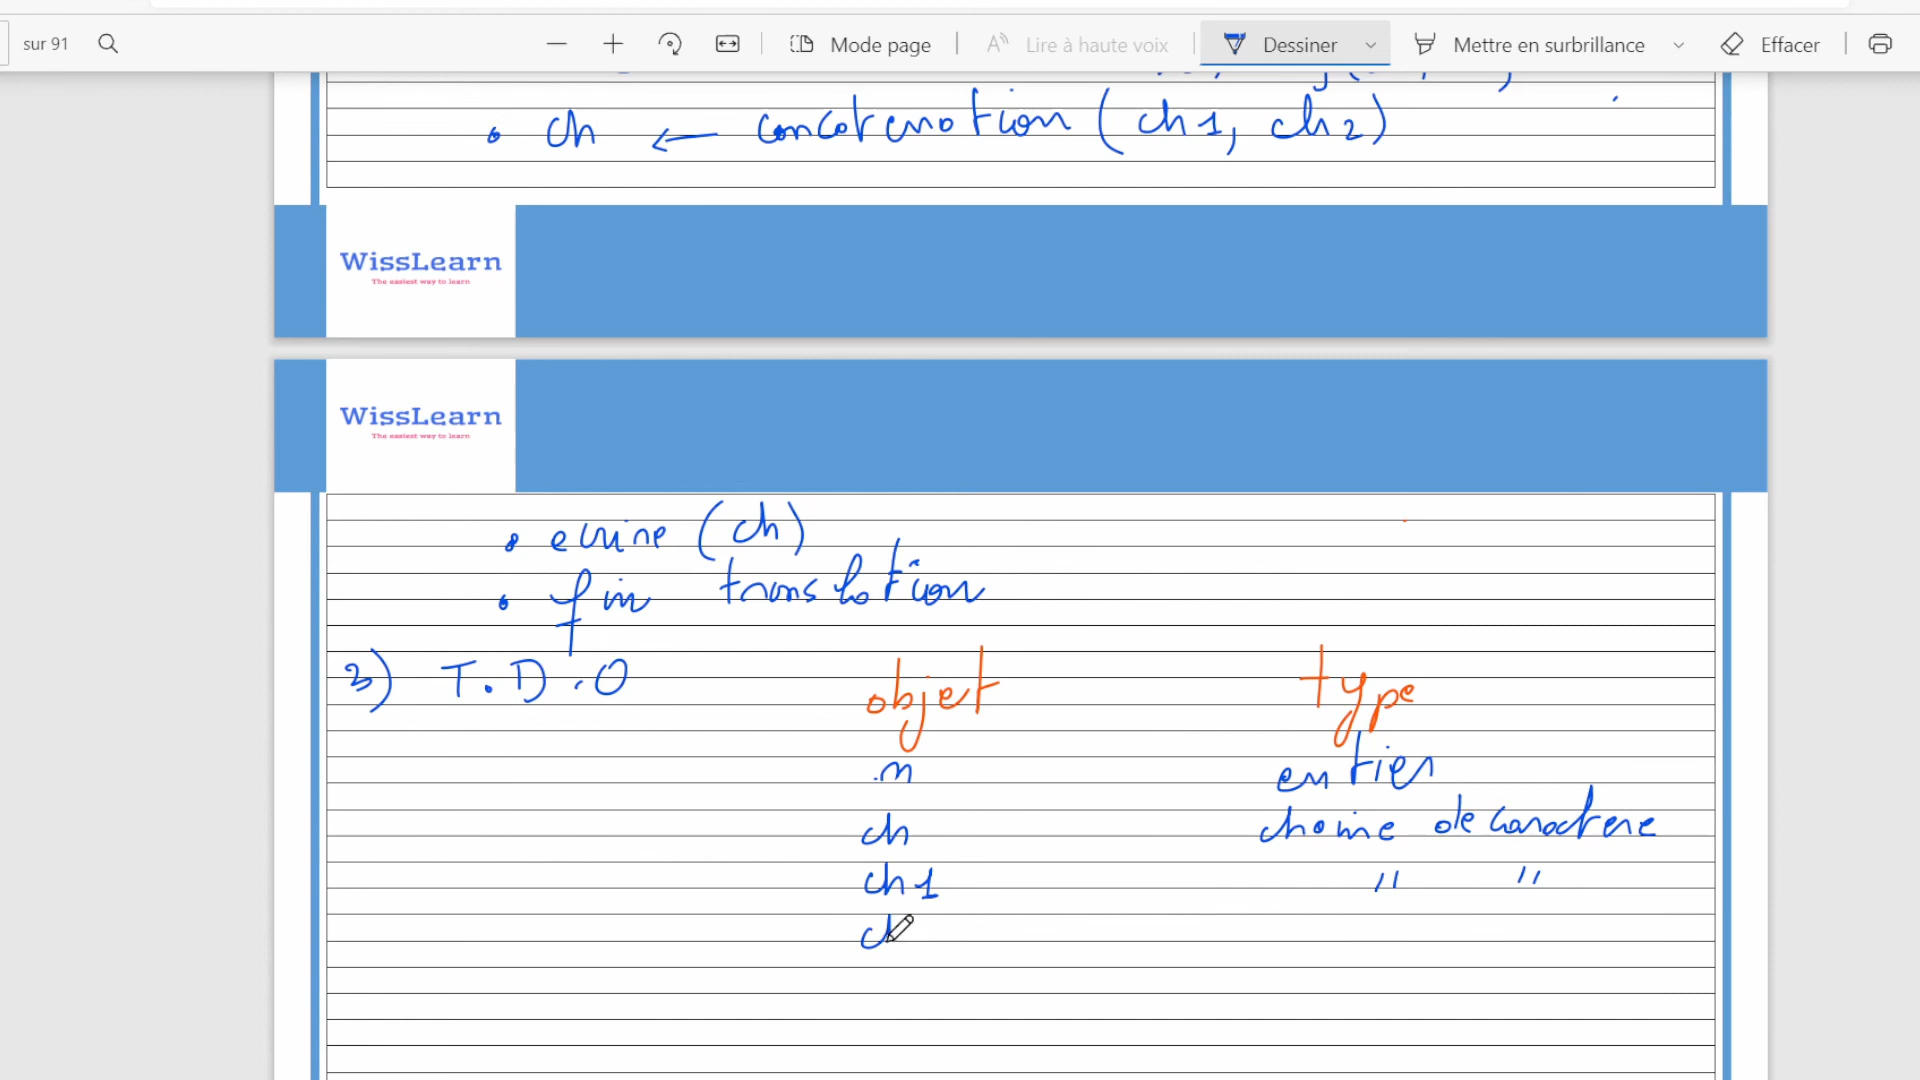 sur 91
Mode page
Lire à haute voix
Dessiner
Mettre en surbrillance
Effacer
• ch ← concatenation (ch1, ch2)
WissLearn
The easiest way to learn
WissLearn
The easiest way to learn
• ecrire (ch)
• fin translation
3) T.D.O objet type
n entier
ch chaine de caractere
ch1 " "